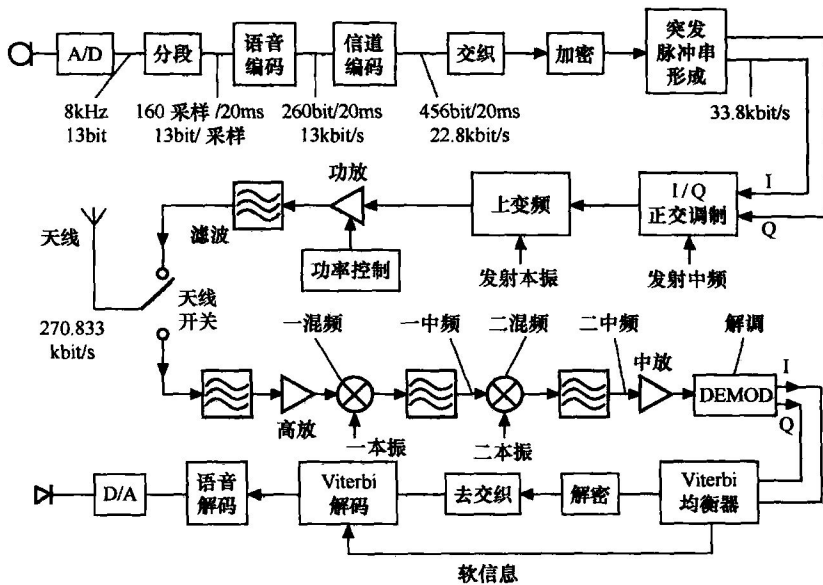 A/D
分段
语音
编码
信道
编码
交织
加密
突发
脉冲串
形成
8kHz
13bit
160 采样 /20ms
13bit/ 采样
260bit/20ms
13kbit/s
456bit/20ms
22.8kbit/s
33.8kbit/s
天线
滤波
功放
功率控制
上变频
发射本振
I / Q
正交调制
I
Q
发射中频
270.833
kbit/s
天线
开关
高放
一混频
一本振
一中频
二混频
二本振
二中频
中放
解调
DEMOD
I
Q
D/A
语音
解码
Viterbi
解码
去交织
解密
Viterbi
均衡器
软信息